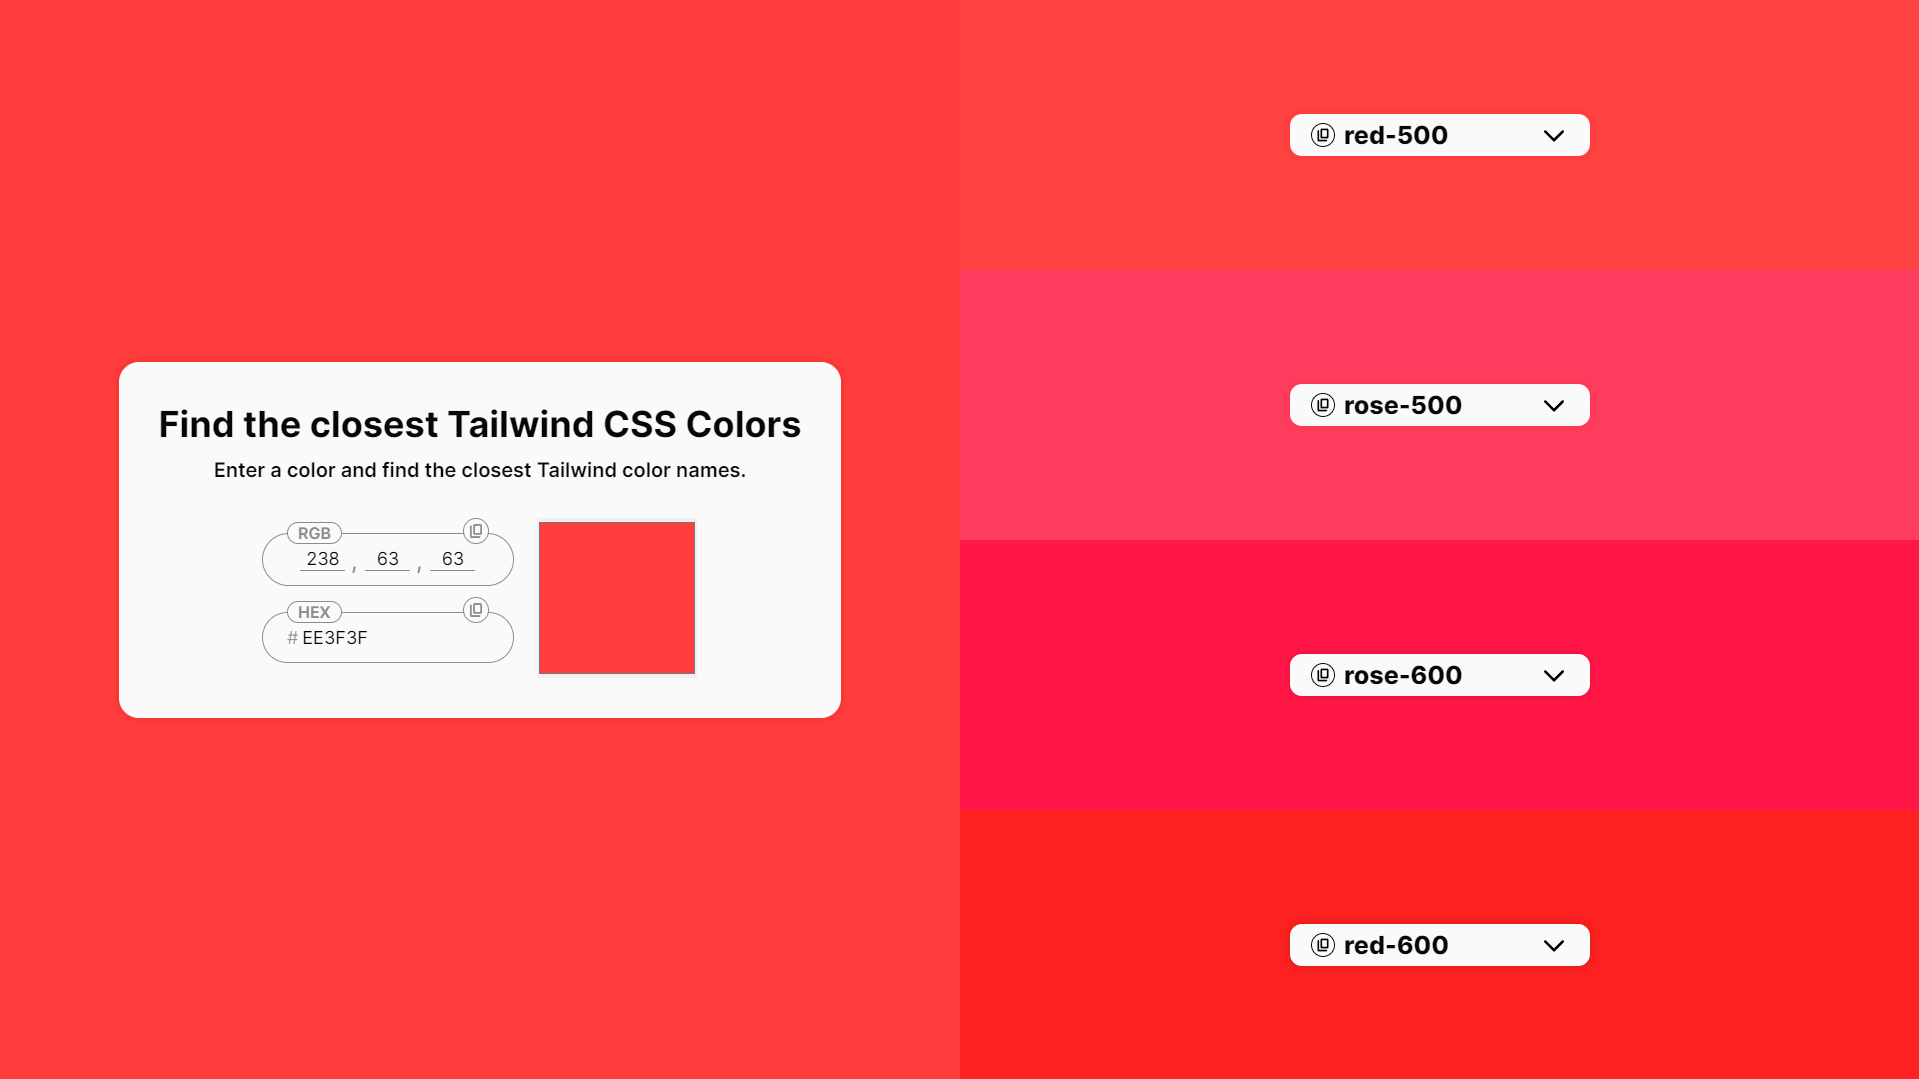 Find the closest Tailwind CSS Colors
Enter a color and find the closest Tailwind color names.
RGB
238 , 63 , 63
HEX
# EE3F3F
red-500
rose-500
rose-600
red-600